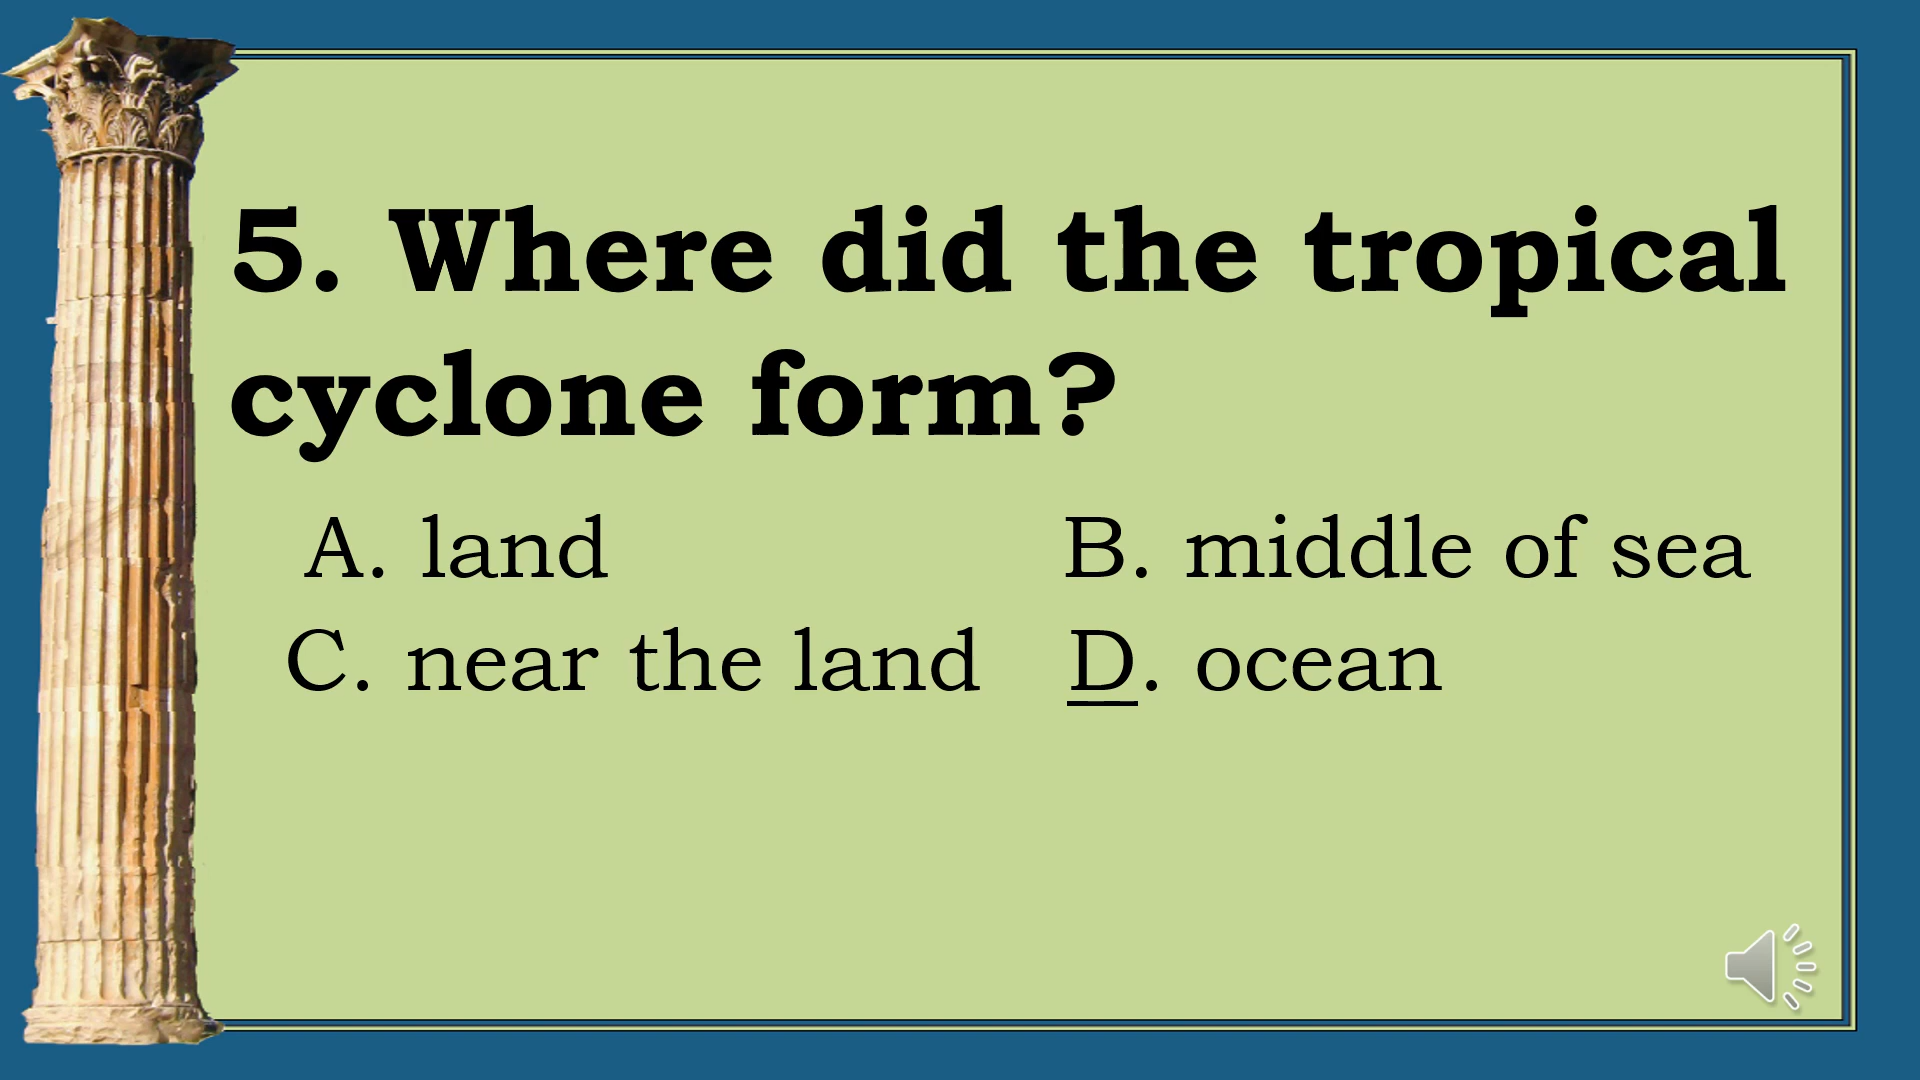 5. Where did the tropical
cyclone form?
A. land B. middle of sea
C. near the land D. ocean